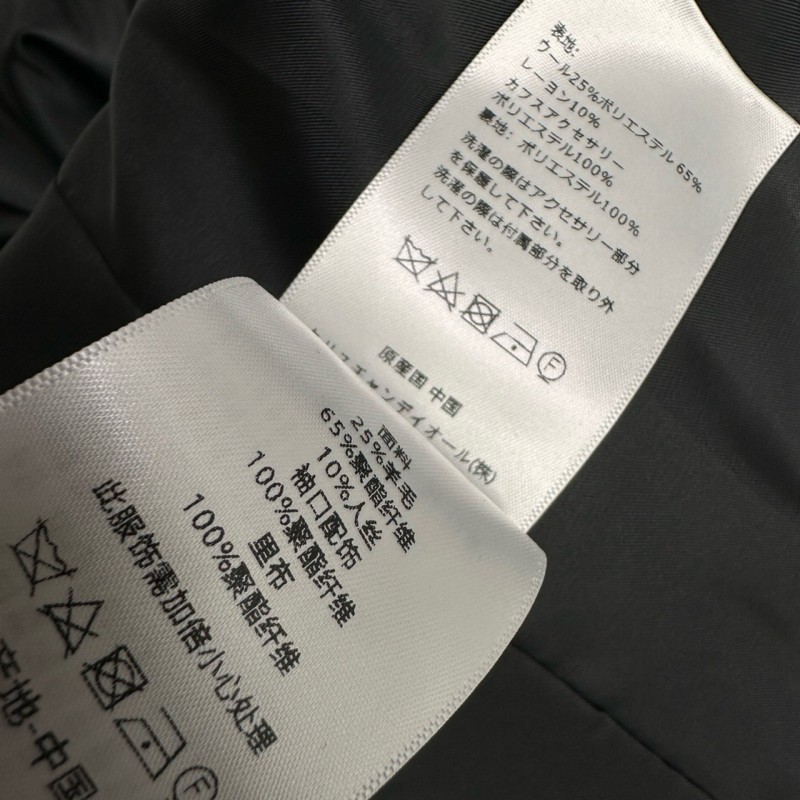 表地:
ウール25%ポリエステル 65%
レーヨン10%
カフスアクセサリー
ポリエステル100%
裏地: ポリエステル100%
洗濯の際はアクセサリー部分
を保護して下さい。
洗濯の際は付属部分を取り外
して下さい。
F
原産国 中国
リスチャンディオール(株)
面料
25%羊毛
65%聚酯纤维
10%人丝
袖口配饰
100%聚酯纤维
里布
100%聚酯纤维
此服饰需加倍小心处理
F
产地-中国